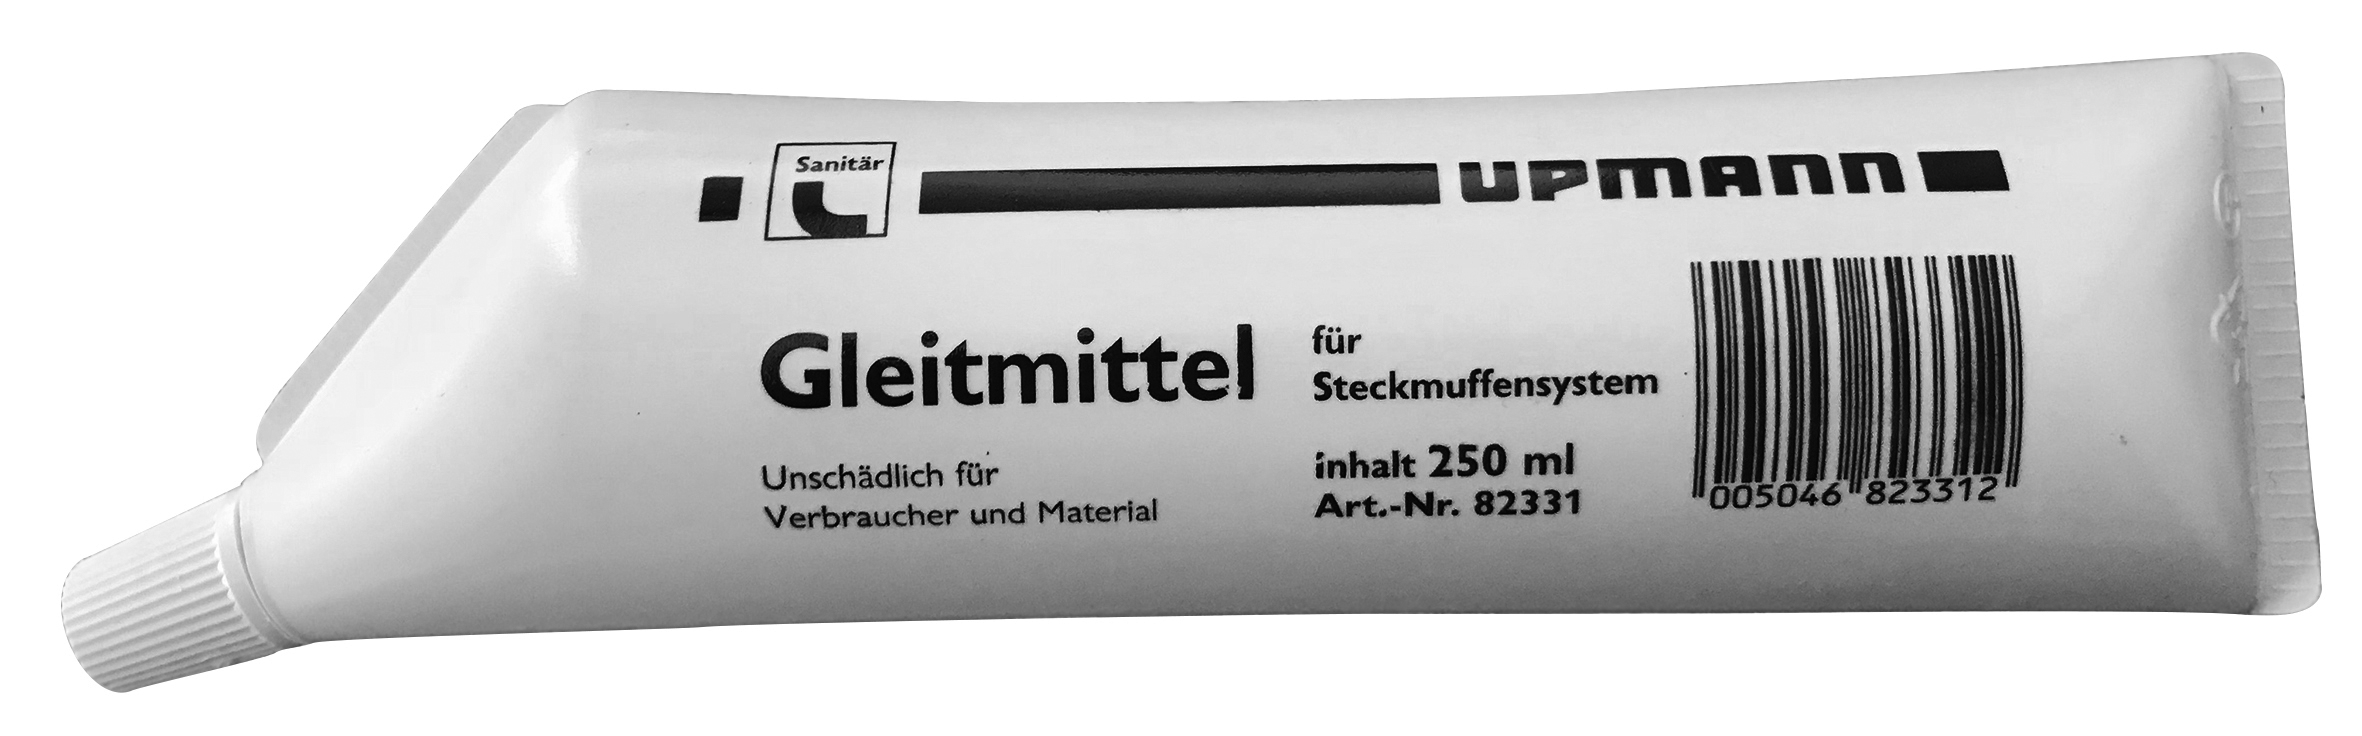 Sanitär
UPMANN
Gleitmittel
für
Steckmuffensystem
Unschädlich für
Verbraucher und Material
inhalt 250 ml
Art.-Nr. 82331
005046 823312